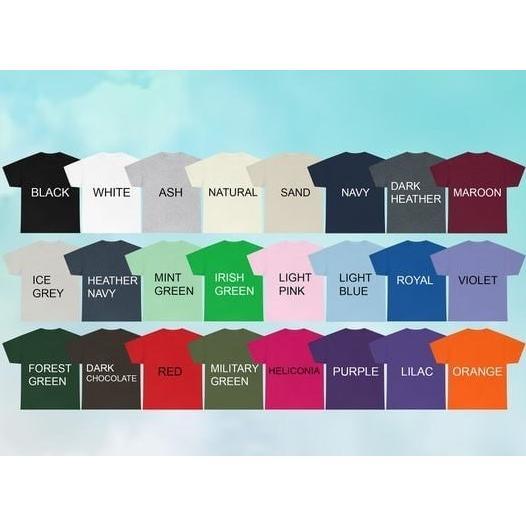 BLACK
WHITE
ASH
NATURAL
SAND
NAVY
DARK
HEATHER
MAROON
ICE
GREY
HEATHER
NAVY
MINT
GREEN
IRISH
GREEN
LIGHT
PINK
LIGHT
BLUE
ROYAL
VIOLET
FOREST
GREEN
DARK
CHOCOLATE
RED
MILITARY
GREEN
HELICONIA
PURPLE
LILAC
ORANGE